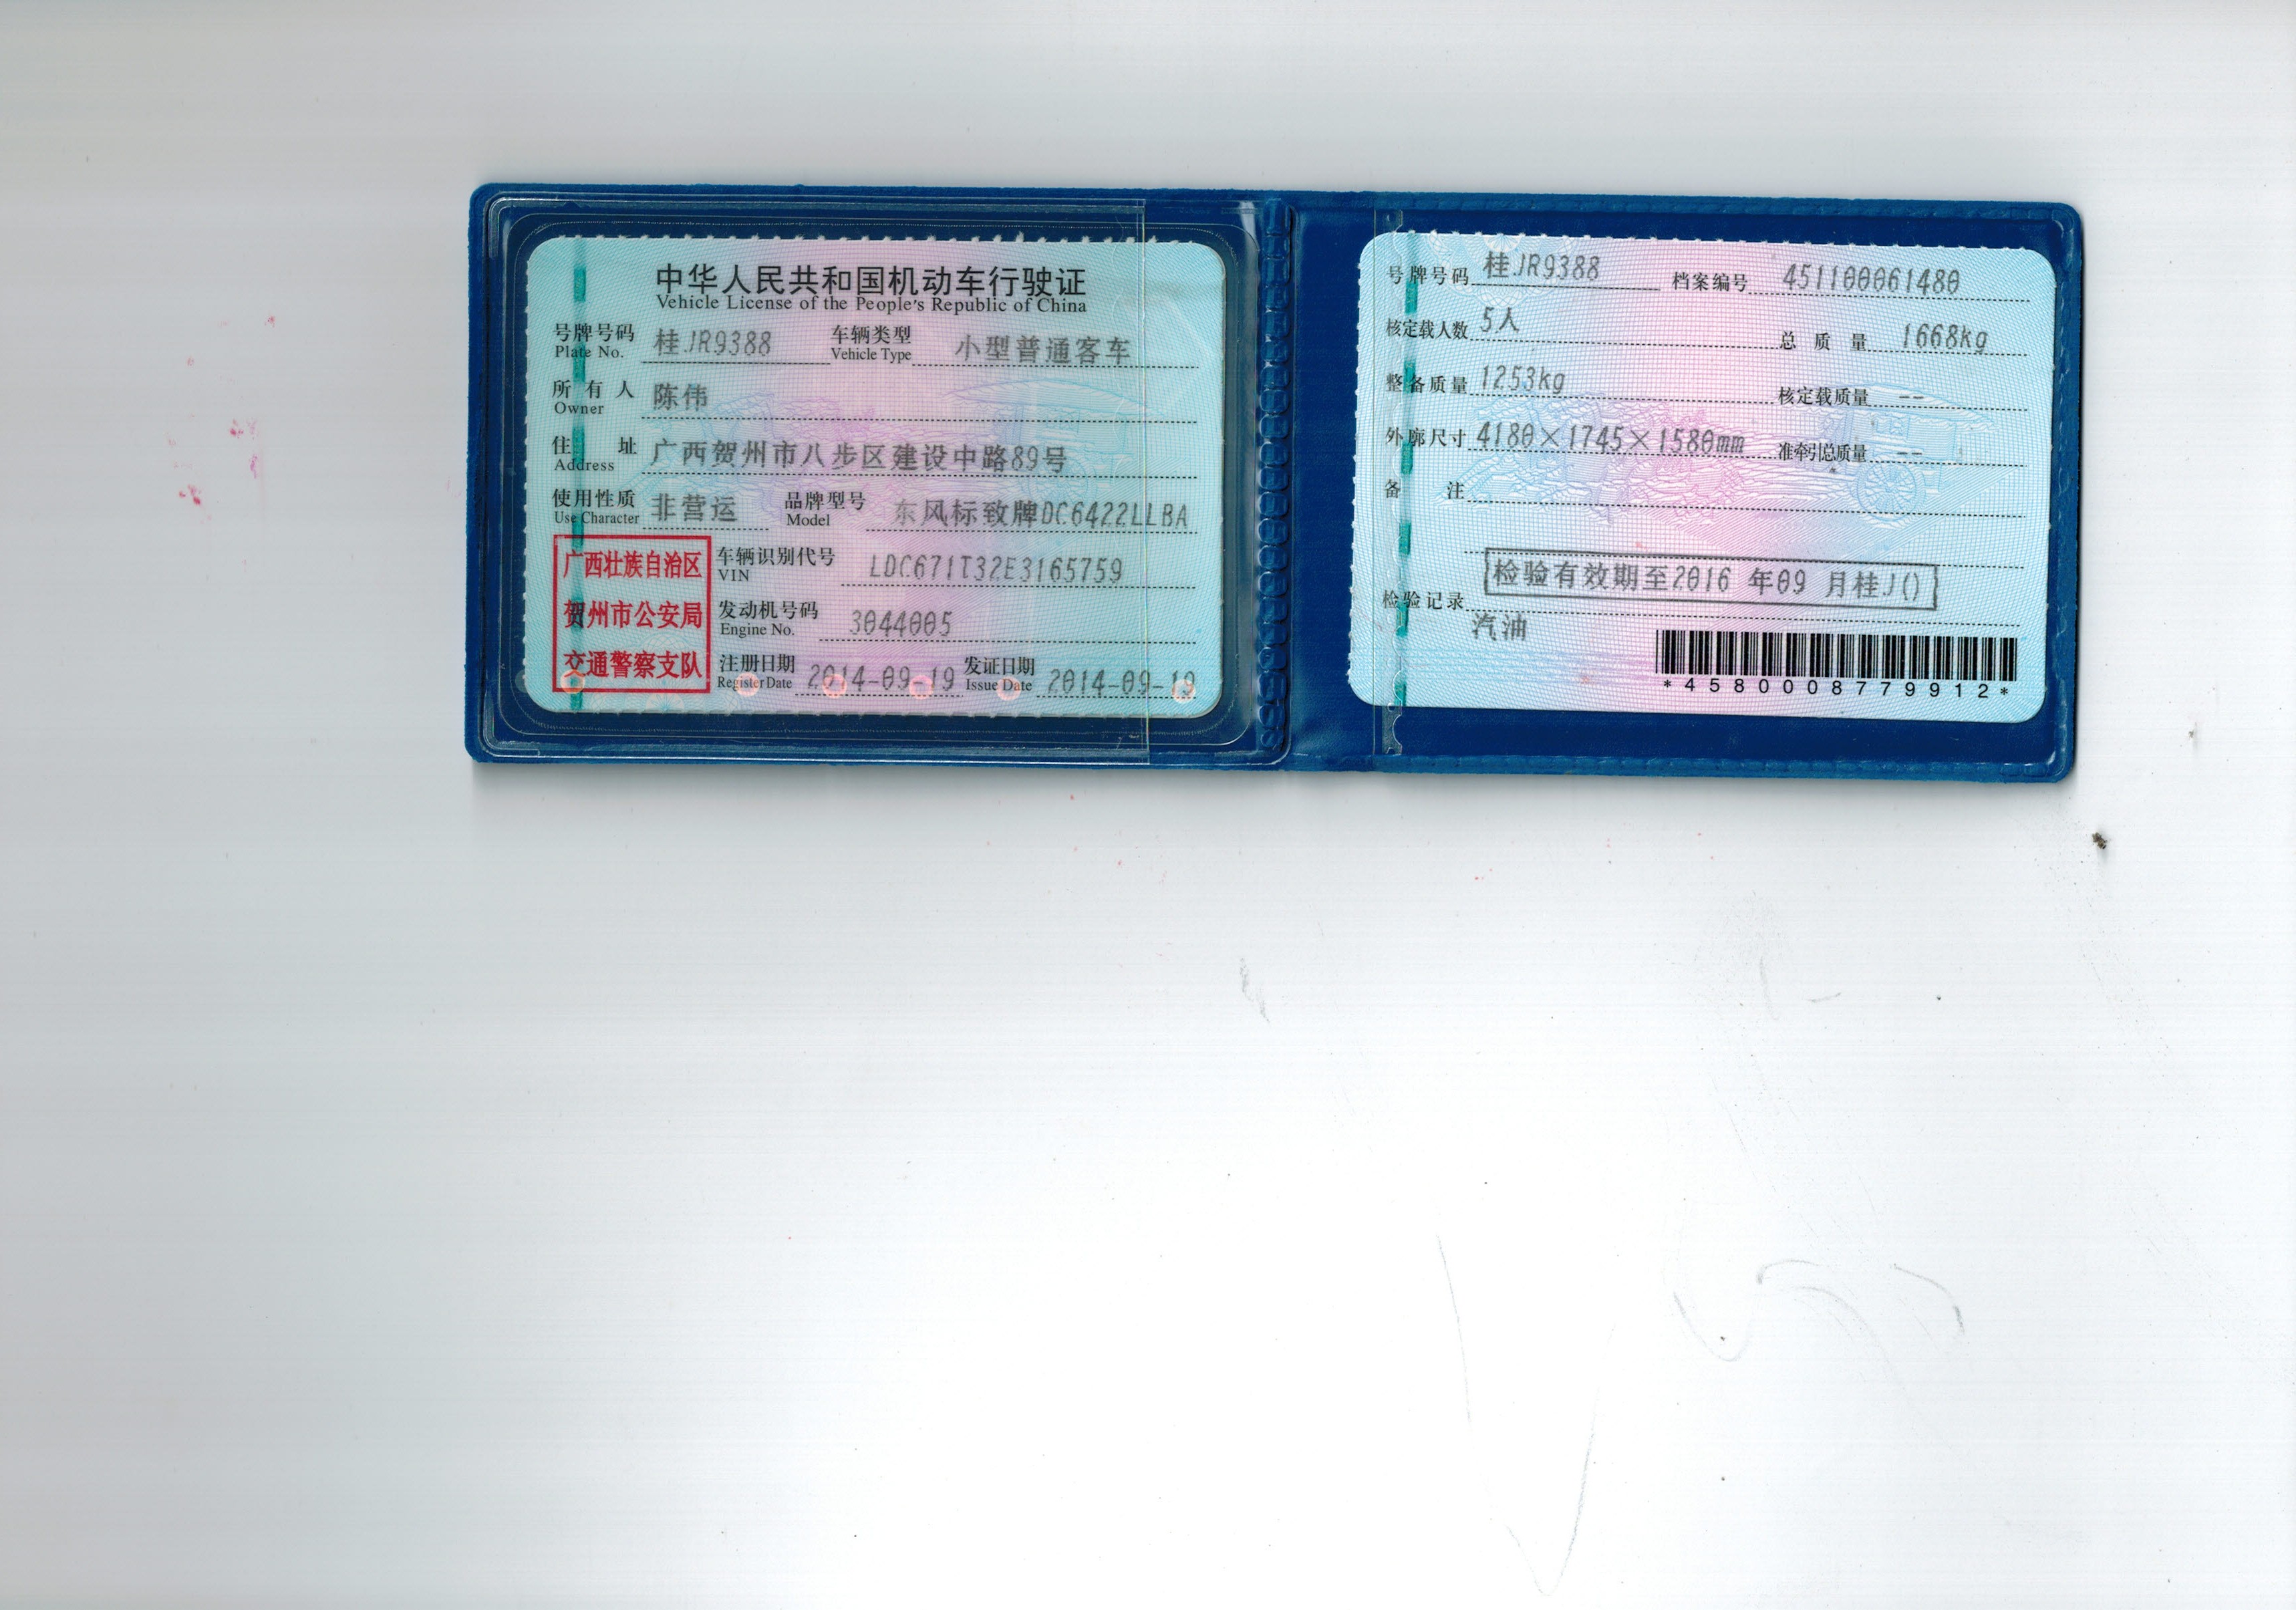 中华人民共和国机动车行驶证
Vehicle License of the People's Republic of China
号牌号码 桂JR9388 车辆类型 小型普通客车
Plate No. Vehicle Type
所有人 陈伟
Owner
住址 广西贺州市八步区建设中路89号
Address
使用性质 非营运 品牌型号 东风标致牌DC6422LLBA
Use Character Model
广西壮族自治区
贺州市公安局
交通警察支队
车辆识别代号 LDC671T32E3165759
VIN
发动机号码 3044005
Engine No.
注册日期 2014-09-19 发证日期 2014-09-19
Register Date Issue Date
号牌号码 桂JR9388 档案编号 451100061480
核定载人数 5人 总质量 1668kg
整备质量 1253kg 核定载质量 --
外廓尺寸 4180×1745×1580mm 准牵引总质量 --
备注
检验有效期至2016 年09 月桂J()
检验记录
汽油
*4580008779912*